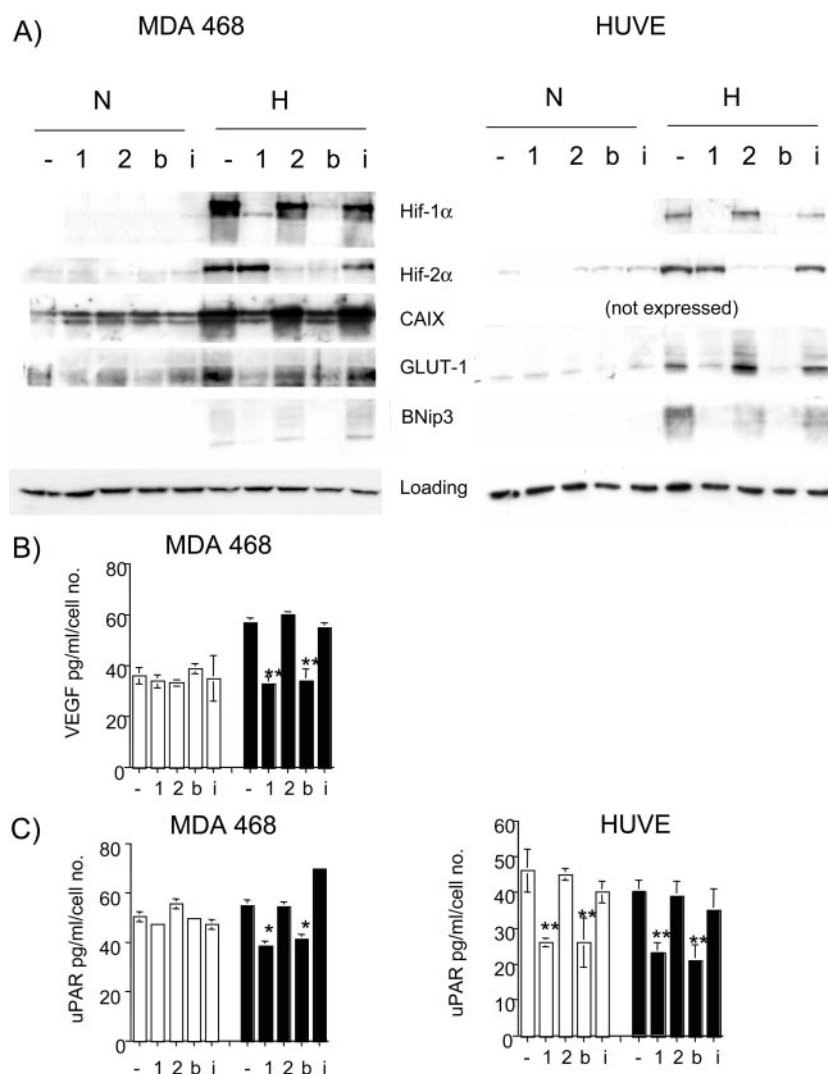 A) MDA 468 HUVE
N H N H
- 1 2 b i - 1 2 b i - 1 2 b i - 1 2 b i
Hif-1α
Hif-2α
(not expressed)
CAIX
GLUT-1
BNip3
Loading
B) MDA 468
VEGF pg/ml/cell no.
80
60
40
20
0
** **
- 1 2 b i - 1 2 b i
C) MDA 468 HUVE
uPAR pg/ml/cell no.
80
60
40
20
0
* *
- 1 2 b i - 1 2 b i
uPAR pg/ml/cell no.
60
50
40
30
20
10
0
** ** ** **
- 1 2 b i - 1 2 b i